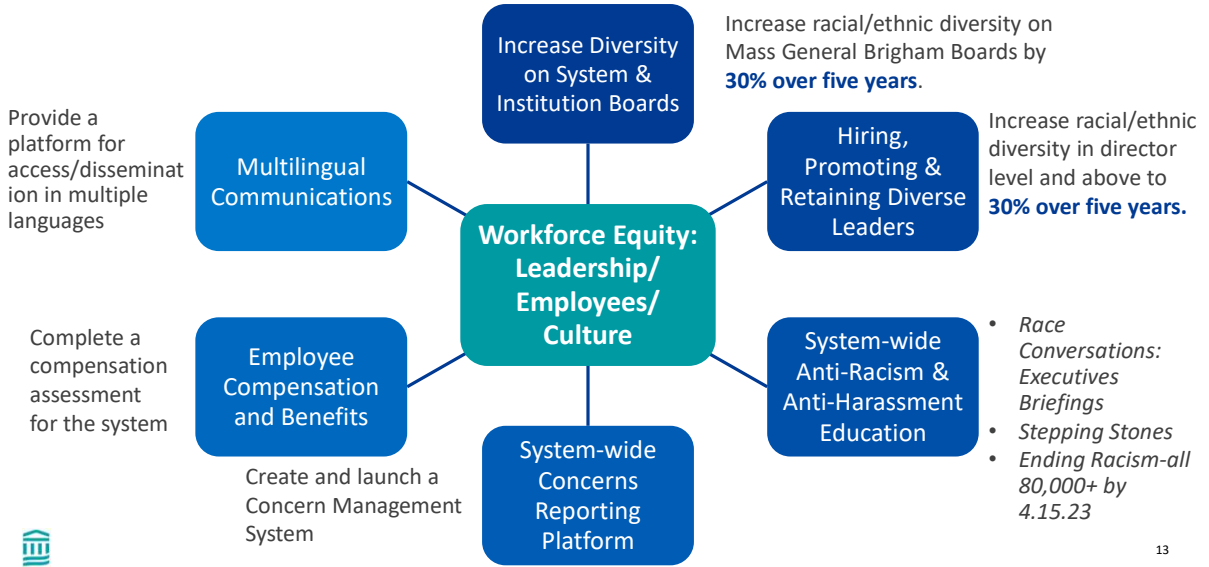 Increase Diversity
on System &
Institution Boards
Increase racial/ethnic diversity on
Mass General Brigham Boards by
30% over five years.
Hiring,
Promoting &
Retaining Diverse
Leaders
Increase racial/ethnic
diversity in director
level and above to
30% over five years.
Provide a
platform for
access/disseminat
ion in multiple
languages
Multilingual
Communications
Workforce Equity:
Leadership/
Employees/
Culture
Complete a
compensation
assessment
for the system
Employee
Compensation
and Benefits
System-wide
Anti-Racism &
Anti-Harassment
Education
• Race
Conversations:
Executives
Briefings
• Stepping Stones
• Ending Racism-all
80,000+ by
4.15.23
Create and launch a
Concern Management
System
System-wide
Concerns
Reporting
Platform
13